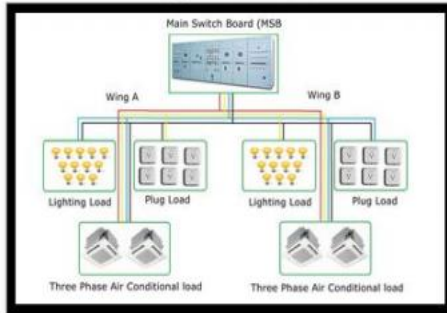 Main Switch Board (MSB
Wing A
Wing B
Lighting Load
Plug Load
Lighting Load
Plug Load
Three Phase Air Conditional load
Three Phase Air Conditional load